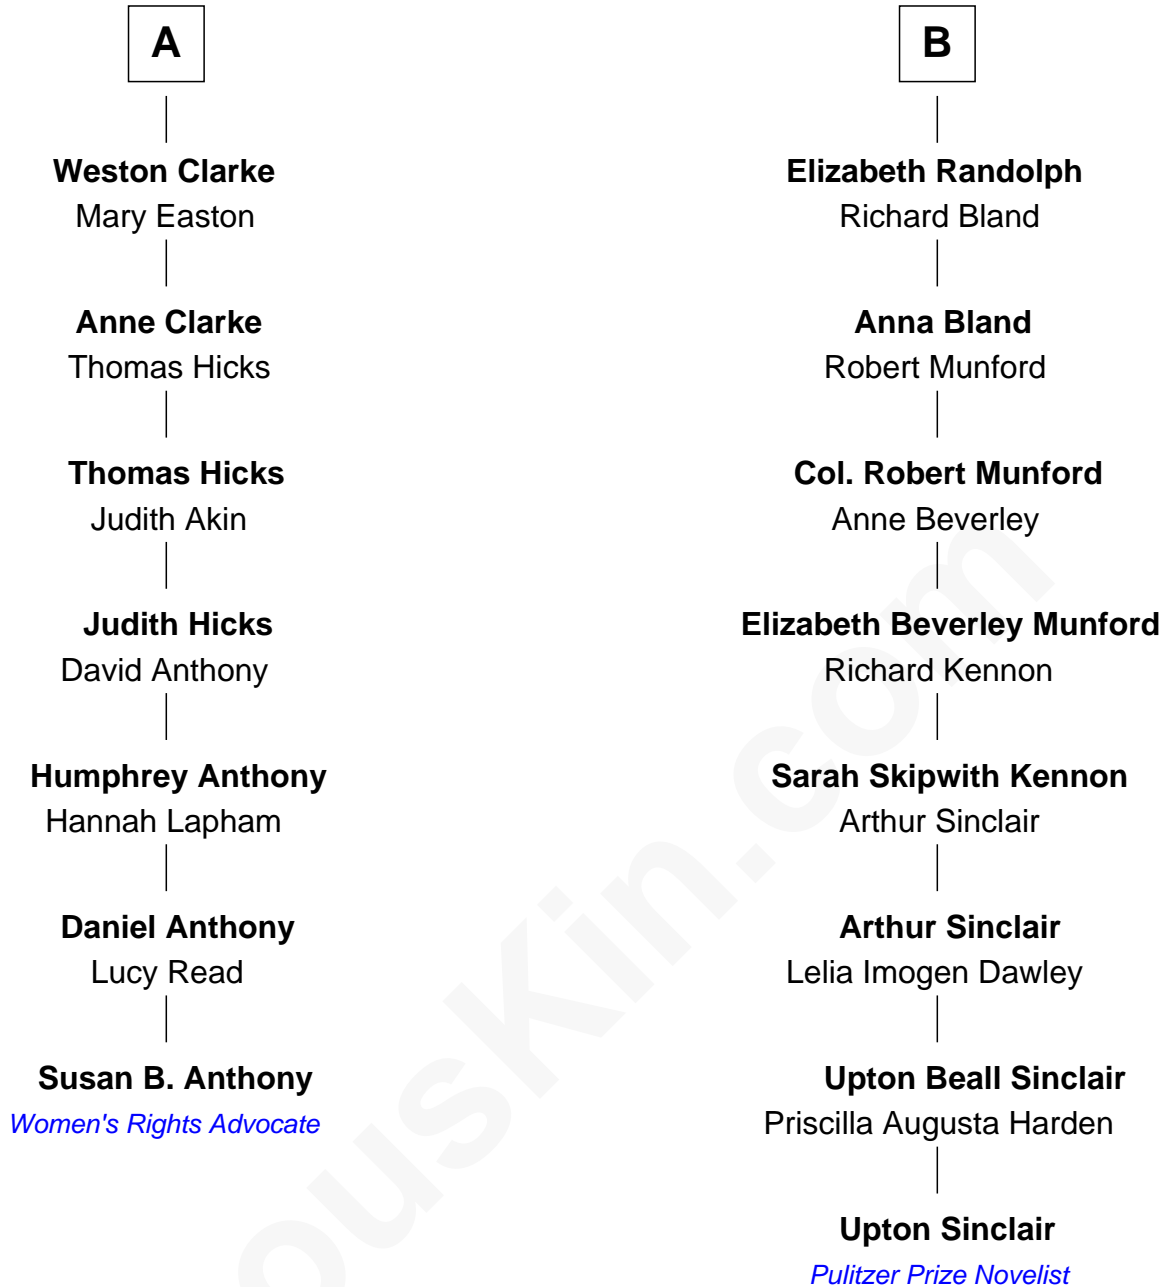 A
Weston Clarke
Mary Easton
Anne Clarke
Thomas Hicks
Thomas Hicks
Judith Akin
Judith Hicks
David Anthony
Humphrey Anthony
Hannah Lapham
Daniel Anthony
Lucy Read
Susan B. Anthony
Women's Rights Advocate
B
Elizabeth Randolph
Richard Bland
Anna Bland
Robert Munford
Col. Robert Munford
Anne Beverley
Elizabeth Beverley Munford
Richard Kennon
Sarah Skipwith Kennon
Arthur Sinclair
Arthur Sinclair
Lelia Imogen Dawley
Upton Beall Sinclair
Priscilla Augusta Harden
Upton Sinclair
Pulitzer Prize Novelist
ousKin.com